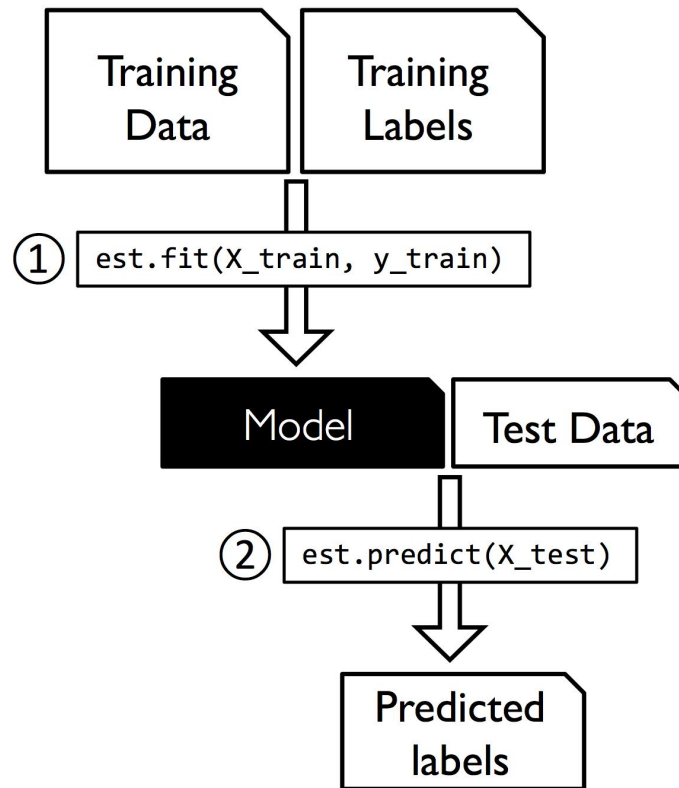 Training
Data
Training
Labels
1
est.fit(X_train, y_train)
Model
Test Data
2
est.predict(X_test)
Predicted
labels